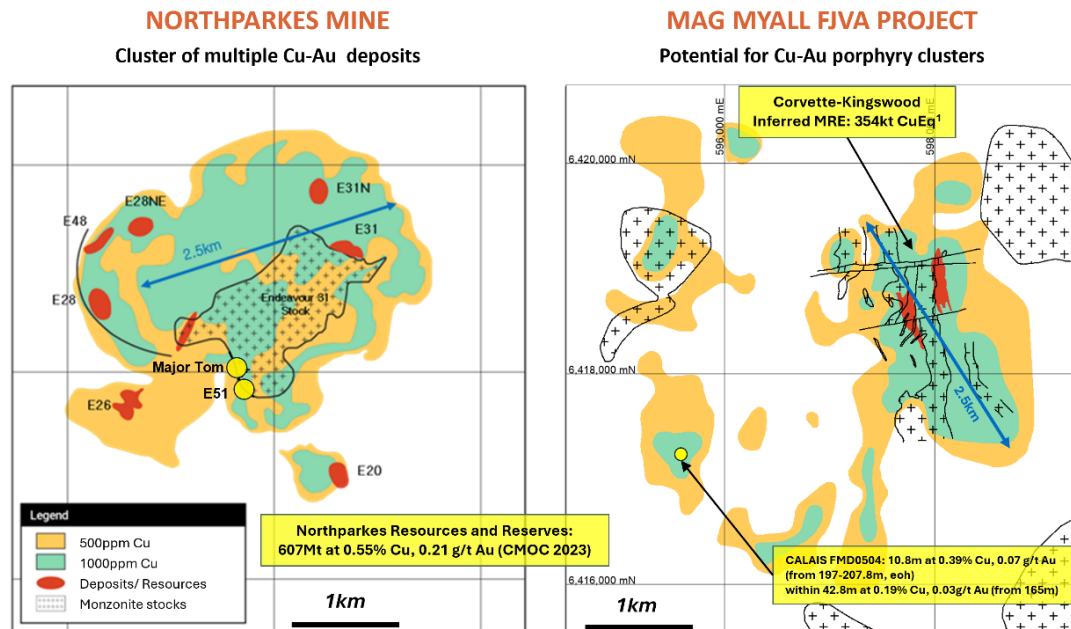 NORTHPARKES MINE
Cluster of multiple Cu-Au deposits
E31N
E28NE
E48
E31
2.5km
E28
Endeavour 31
Stock
Major Tom
E51
E26
E20
Legend
500ppm Cu
1000ppm Cu
Deposits/ Resources
Monzonite stocks
Northparkes Resources and Reserves:
607Mt at 0.55% Cu, 0.21 g/t Au (CMOC 2023)
1km
MAG MYALL FJVA PROJECT
Potential for Cu-Au porphyry clusters
Corvette-Kingswood
Inferred MRE: 354kt CuEq¹
596,000 mE
598,000 mE
6,420,000 mN
6,418,000 mN
2.5km
6,416,000 mN
CALAIS FMD0504: 10.8m at 0.39% Cu, 0.07 g/t Au
(from 197-207.8m, eoh)
within 42.8m at 0.19% Cu, 0.03g/t Au (from 165m)
1km